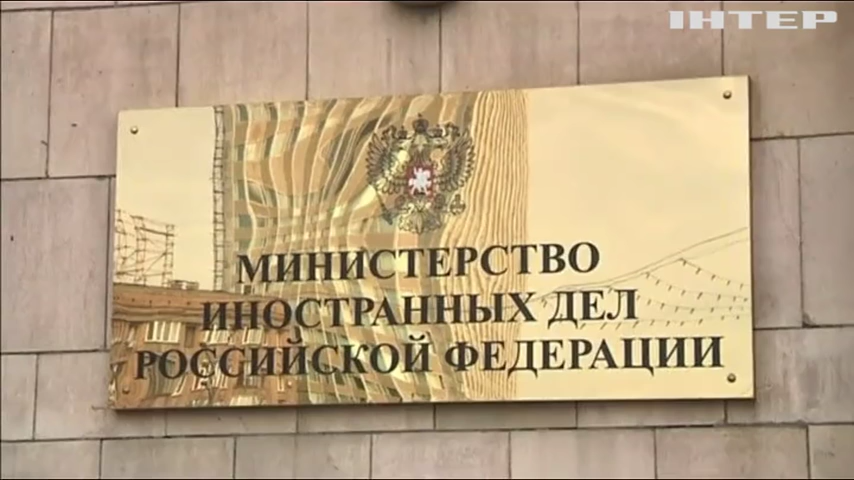 ІНТЕР
МИНИСТЕРСТВО
ИНОСТРАННЫХ ДЕЛ
РОССИЙСКОЙ ФЕДЕРАЦИИ